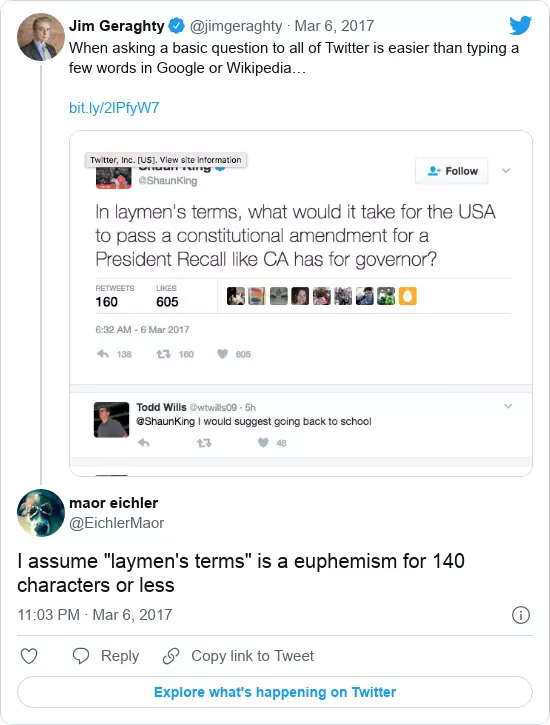 Jim Geraghty @jimgeraghty · Mar 6, 2017
When asking a basic question to all of Twitter is easier than typing a
few words in Google or Wikipedia…
bit.ly/2lPfyW7
Twitter, Inc. [US]. View site information
Shaun King
@ShaunKing
Follow
In laymen's terms, what would it take for the USA
to pass a constitutional amendment for a
President Recall like CA has for governor?
RETWEETS LIKES
160 605
6:32 AM - 6 Mar 2017
138 160 605
Todd Wills @wtwills09 · 5h
@ShaunKing I would suggest going back to school
48
maor eichler
@EichlerMaor
I assume "laymen's terms" is a euphemism for 140
characters or less
11:03 PM · Mar 6, 2017
Reply Copy link to Tweet
Explore what's happening on Twitter